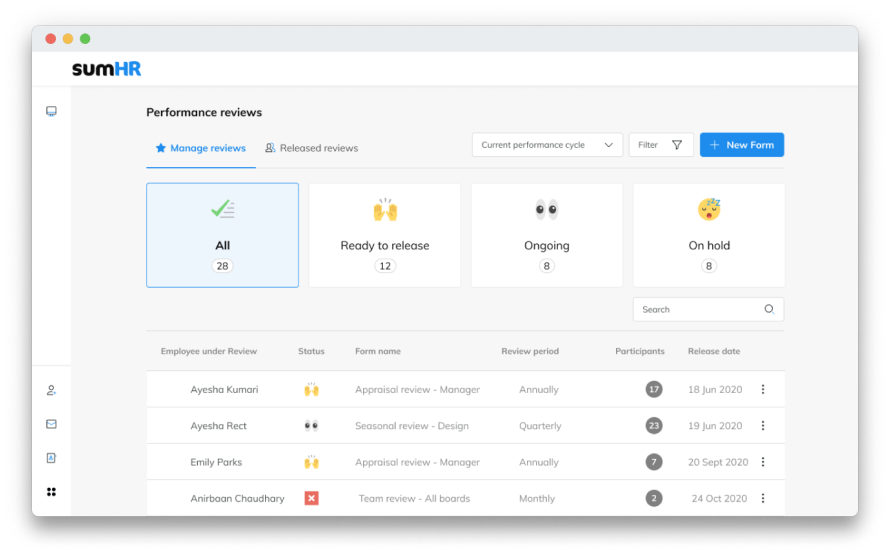 sumHR
Performance reviews
Manage reviews Released reviews Current performance cycle Filter + New Form
All Ready to release Ongoing On hold
28 12 8 8
Search
Employee under Review Status Form name Review period Participants Release date
Ayesha Kumari Appraisal review - Manager Annually 17 18 Jun 2020
Ayesha Rect Seasonal review - Design Quarterly 23 19 Jun 2020
Emily Parks Appraisal review - Manager Annually 7 20 Sept 2020
Anirbaan Chaudhary Team review - All boards Monthly 2 24 Oct 2020